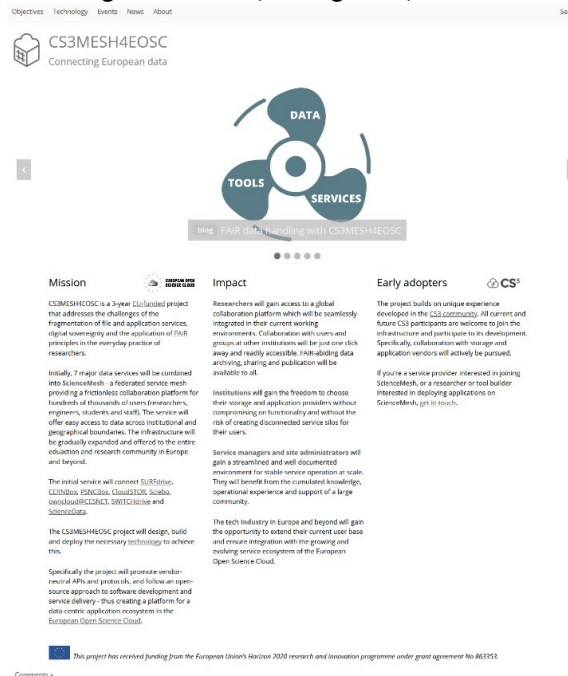 Objectives Technology Events News About
CS3MESH4EOSC
Connecting European data
DATA
TOOLS
SERVICES
blog FAIR data handling with CS3MESH4EOSC
Mission
EUROPEAN OPEN
SCIENCE CLOUD
CS3MESH4EOSC is a 3-year EU-funded project
that addresses the challenges of the
fragmentation of file and application services,
digital sovereignty and the application of FAIR
principles in the everyday practice of
researchers.
Initially, 7 major data services will be combined
into ScienceMesh - a federated service mesh
providing a frictionless collaboration platform for
hundreds of thousands of users (researchers,
engineers, students and staff). The service will
offer easy access to data across institutional and
geographical boundaries. The infrastructure will
be gradually expanded and offered to the entire
eduaction and research community in Europe
and beyond.
The initial service will connect SURFdrive,
CERNBox, PSNCBox, CloudSTOR, Sciebo,
owncloud@CESNET, SWITCHdrive and
ScienceData.
The CS3MESH4EOSC project will design, build
and deploy the necessary technology to achieve
this.
Specifically the project will promote vendor-
neutral APIs and protocols, and follow an open-
source approach to software development and
service delivery - thus creating a platform for a
data-centric application ecosystem in the
European Open Science Cloud.
Impact
Researchers will gain access to a global
collaboration platform which will be seamlessly
integrated in their current working
environments. Collaboration with users and
groups at other institutions will be just one click
away and readily accessible. FAIR-abiding data
archiving, sharing and publication will be
available to all.
Institutions will gain the freedom to choose
their storage and application providers without
compromising on functionality and without the
risk of creating disconnected service silos for
their users.
Service managers and site administrators will
gain a streamlined and well documented
environment for stable service operation at scale.
They will benefit from the cumulated knowledge,
operational experience and support of a large
community.
The tech industry in Europe and beyond will gain
the opportunity to extend their current user base
and ensure integration with the growing and
evolving service ecosystem of the European
Open Science Cloud.
Early adopters
CS³
The project builds on unique experience
developed in the CS3 community. All current and
future CS3 participants are welcome to join the
infrastructure and participate to its development.
Specifically, collaboration with storage and
application vendors will actively be pursued.
If you're a service provider interested in joining
ScienceMesh, or a researcher or tool builder
interested in deploying applications on
ScienceMesh, get in touch.
This project has received funding from the European Union's Horizon 2020 research and innovation programme under grant agreement No 863353.
Comments »